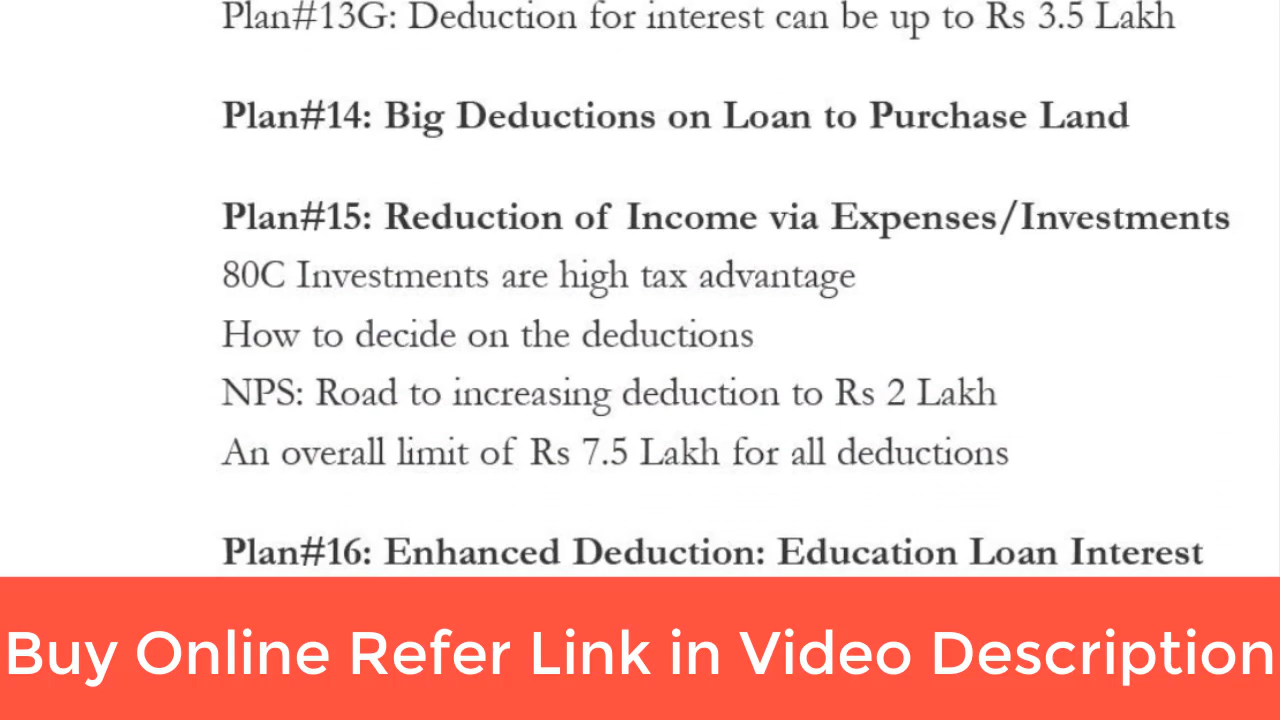 Plan#13G: Deduction for interest can be up to Rs 3.5 Lakh
Plan#14: Big Deductions on Loan to Purchase Land
Plan#15: Reduction of Income via Expenses/Investments
80C Investments are high tax advantage
How to decide on the deductions
NPS: Road to increasing deduction to Rs 2 Lakh
An overall limit of Rs 7.5 Lakh for all deductions
Plan#16: Enhanced Deduction: Education Loan Interest
Buy Online Refer Link in Video Description